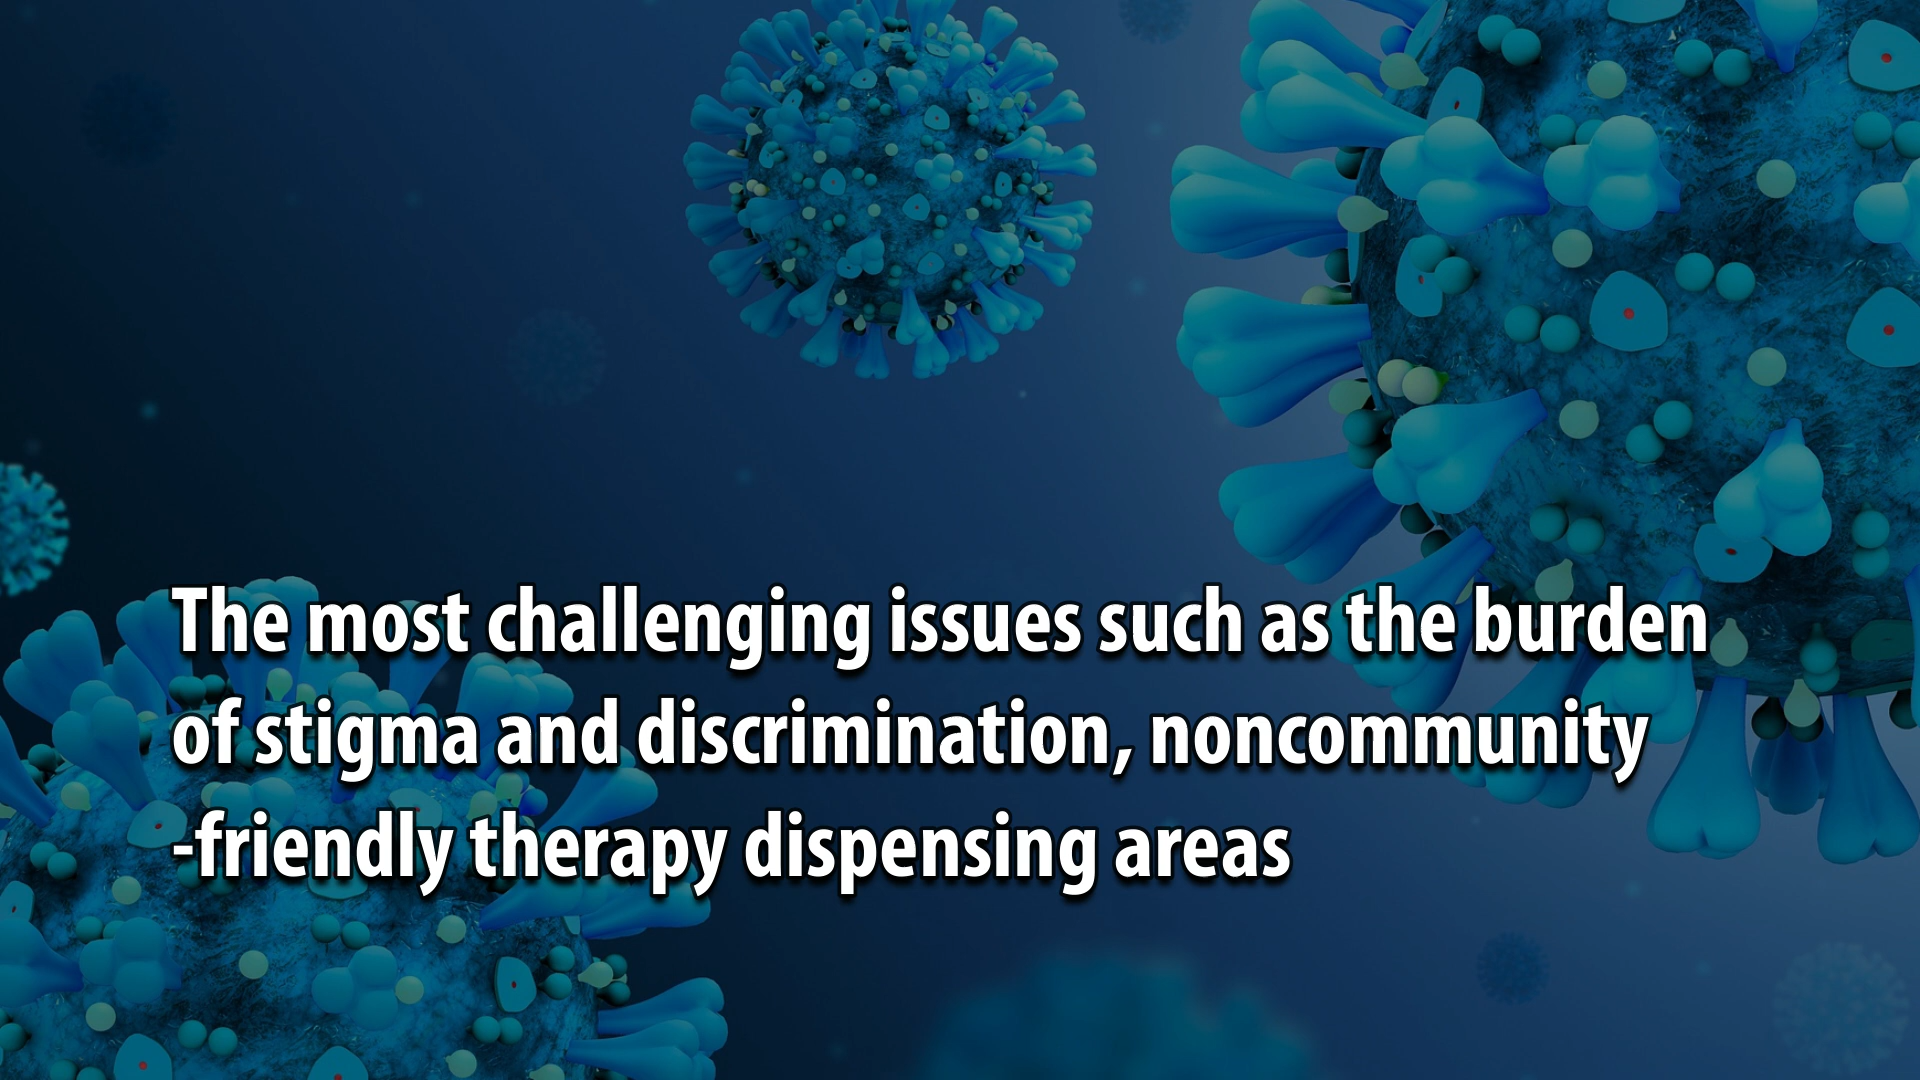 The most challenging issues such as the burden
of stigma and discrimination, noncommunity
-friendly therapy dispensing areas